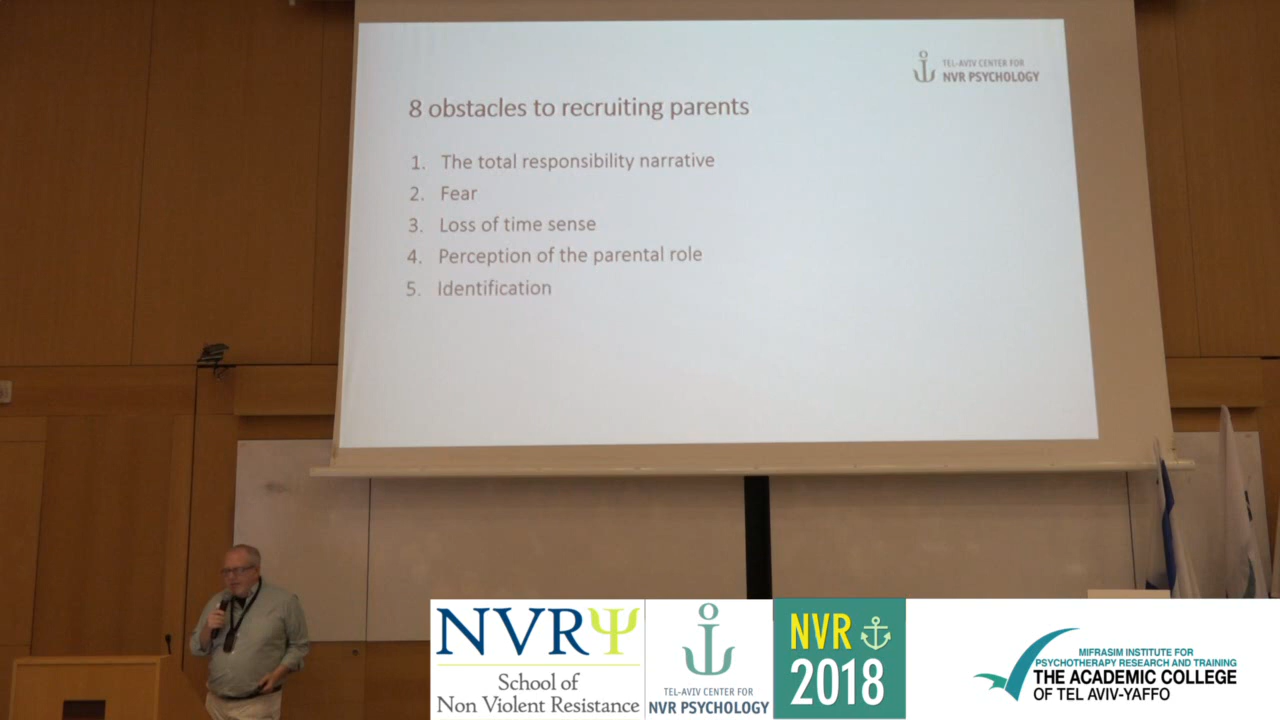 TEL-AVIV CENTER FOR
NVR PSYCHOLOGY
8 obstacles to recruiting parents
1. The total responsibility narrative
2. Fear
3. Loss of time sense
4. Perception of the parental role
5. Identification
NVRΨ
School of
Non Violent Resistance
TEL-AVIV CENTER FOR
NVR PSYCHOLOGY
NVR
2018
MIFRASIM INSTITUTE FOR
PSYCHOTHERAPY RESEARCH AND TRAINING
THE ACADEMIC COLLEGE
OF TEL AVIV-YAFFO